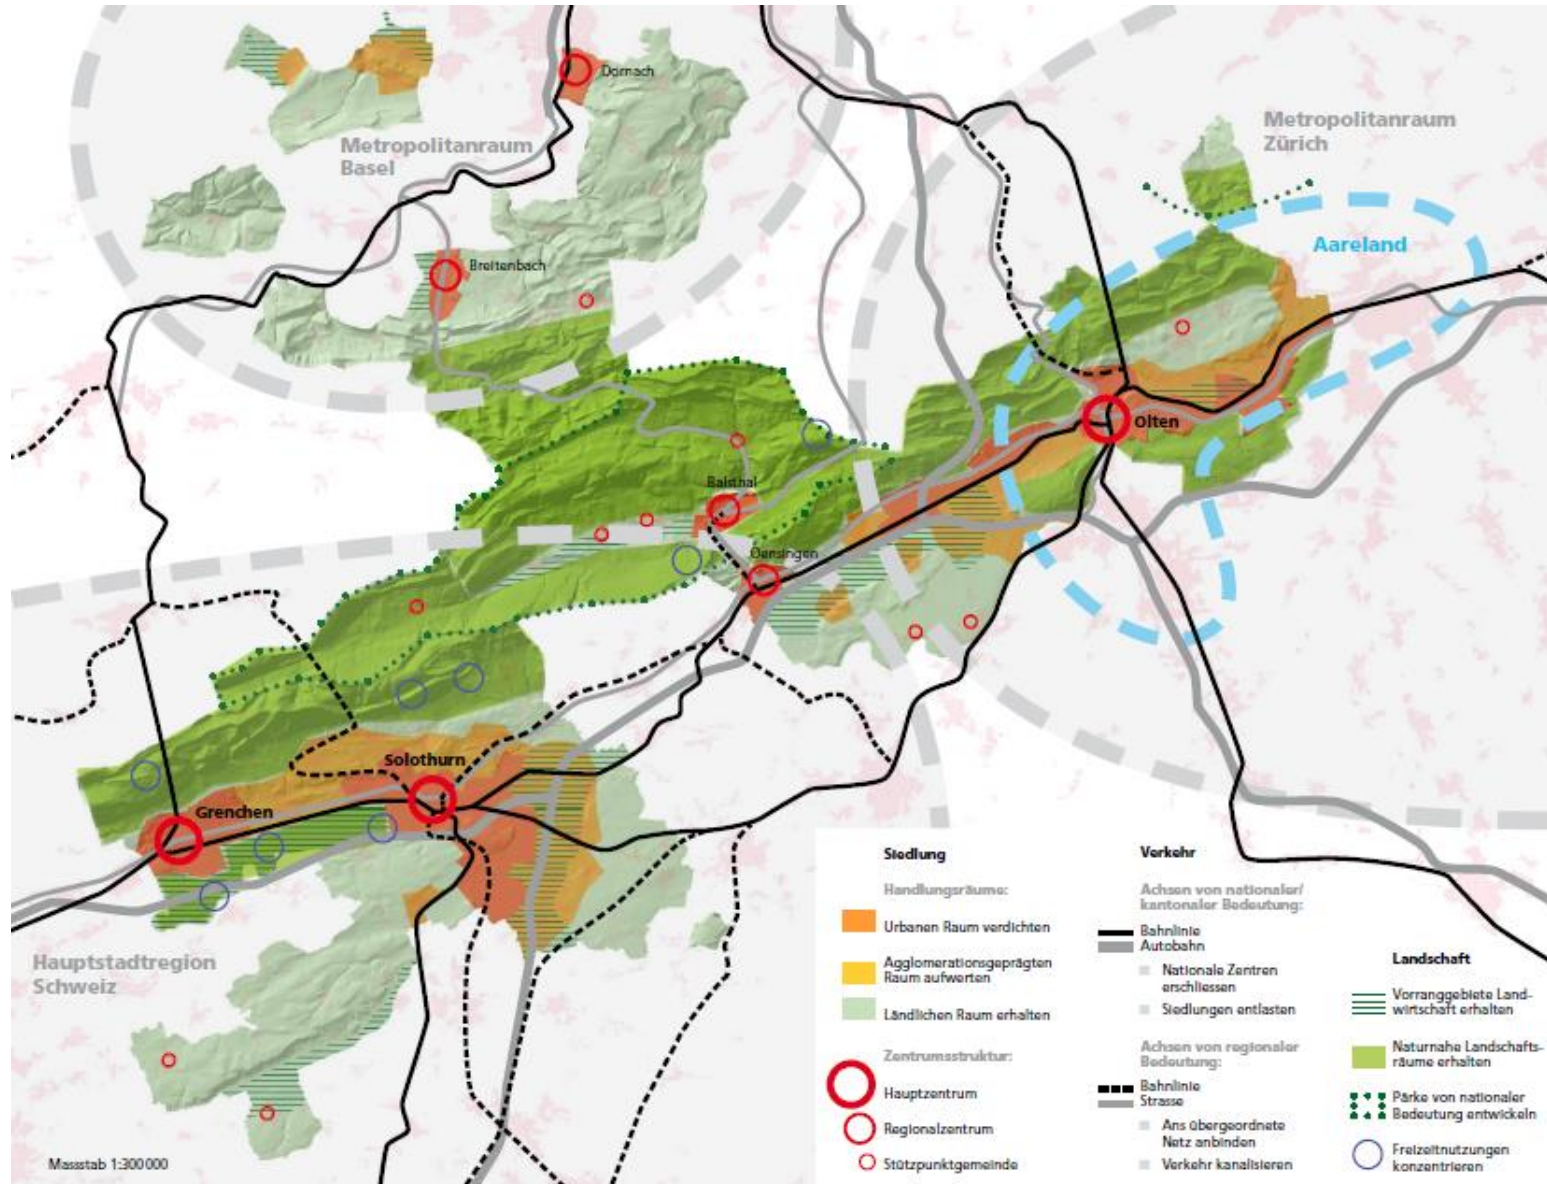 Dornach
Metropolitanraum
Basel
Metropolitanraum
Zürich
Aareland
Breitenbach
Olten
Balsthal
Oensingen
Solothurn
Grenchen
Hauptstadtregion
Schweiz
Massstab 1:300 000
Siedlung
Handlungsräume:
Urbanen Raum verdichten
Agglomerationsgeprägten
Raum aufwerten
Ländlichen Raum erhalten
Zentrumsstruktur:
Hauptzentrum
Regionalzentrum
Stützpunktgemeinde
Verkehr
Achsen von nationaler/
kantonaler Bedeutung:
Bahnlinie
Autobahn
Nationale Zentren
erschliessen
Siedlungen entlasten
Achsen von regionaler
Bedeutung:
Bahnlinie
Strasse
Ans übergeordnete
Netz anbinden
Verkehr kanalisieren
Landschaft
Vorranggebiete Land-
wirtschaft erhalten
Naturnahe Landschafts-
räume erhalten
Pärke von nationaler
Bedeutung entwickeln
Freizeitnutzungen
konzentrieren